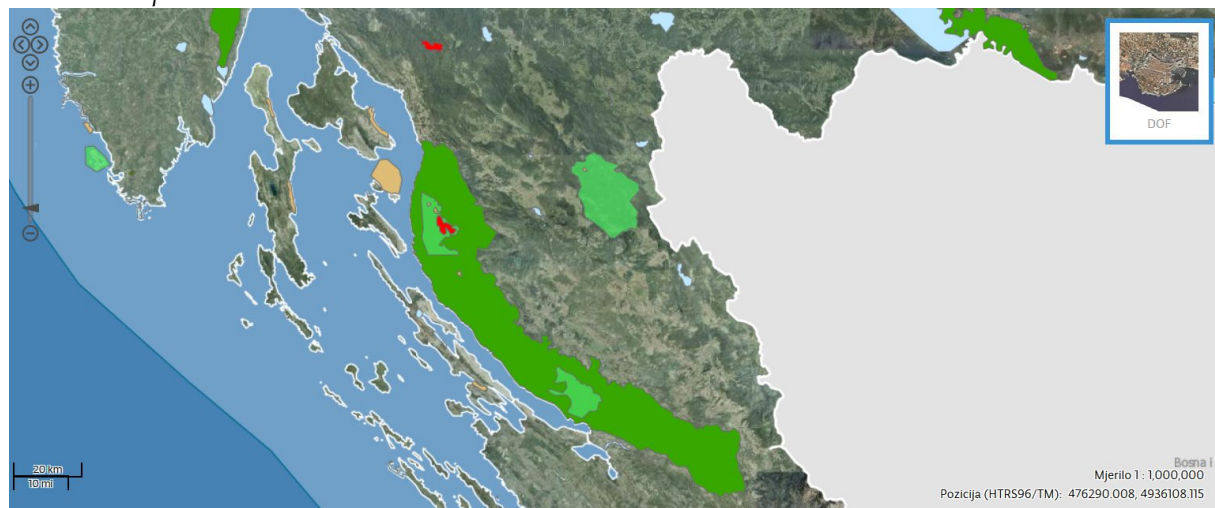 DOF
20 km
10 mi
Bosna i
Mjerilo 1 : 1,000,000
Pozicija (HTRS96/TM): 476290.008, 4936108.115